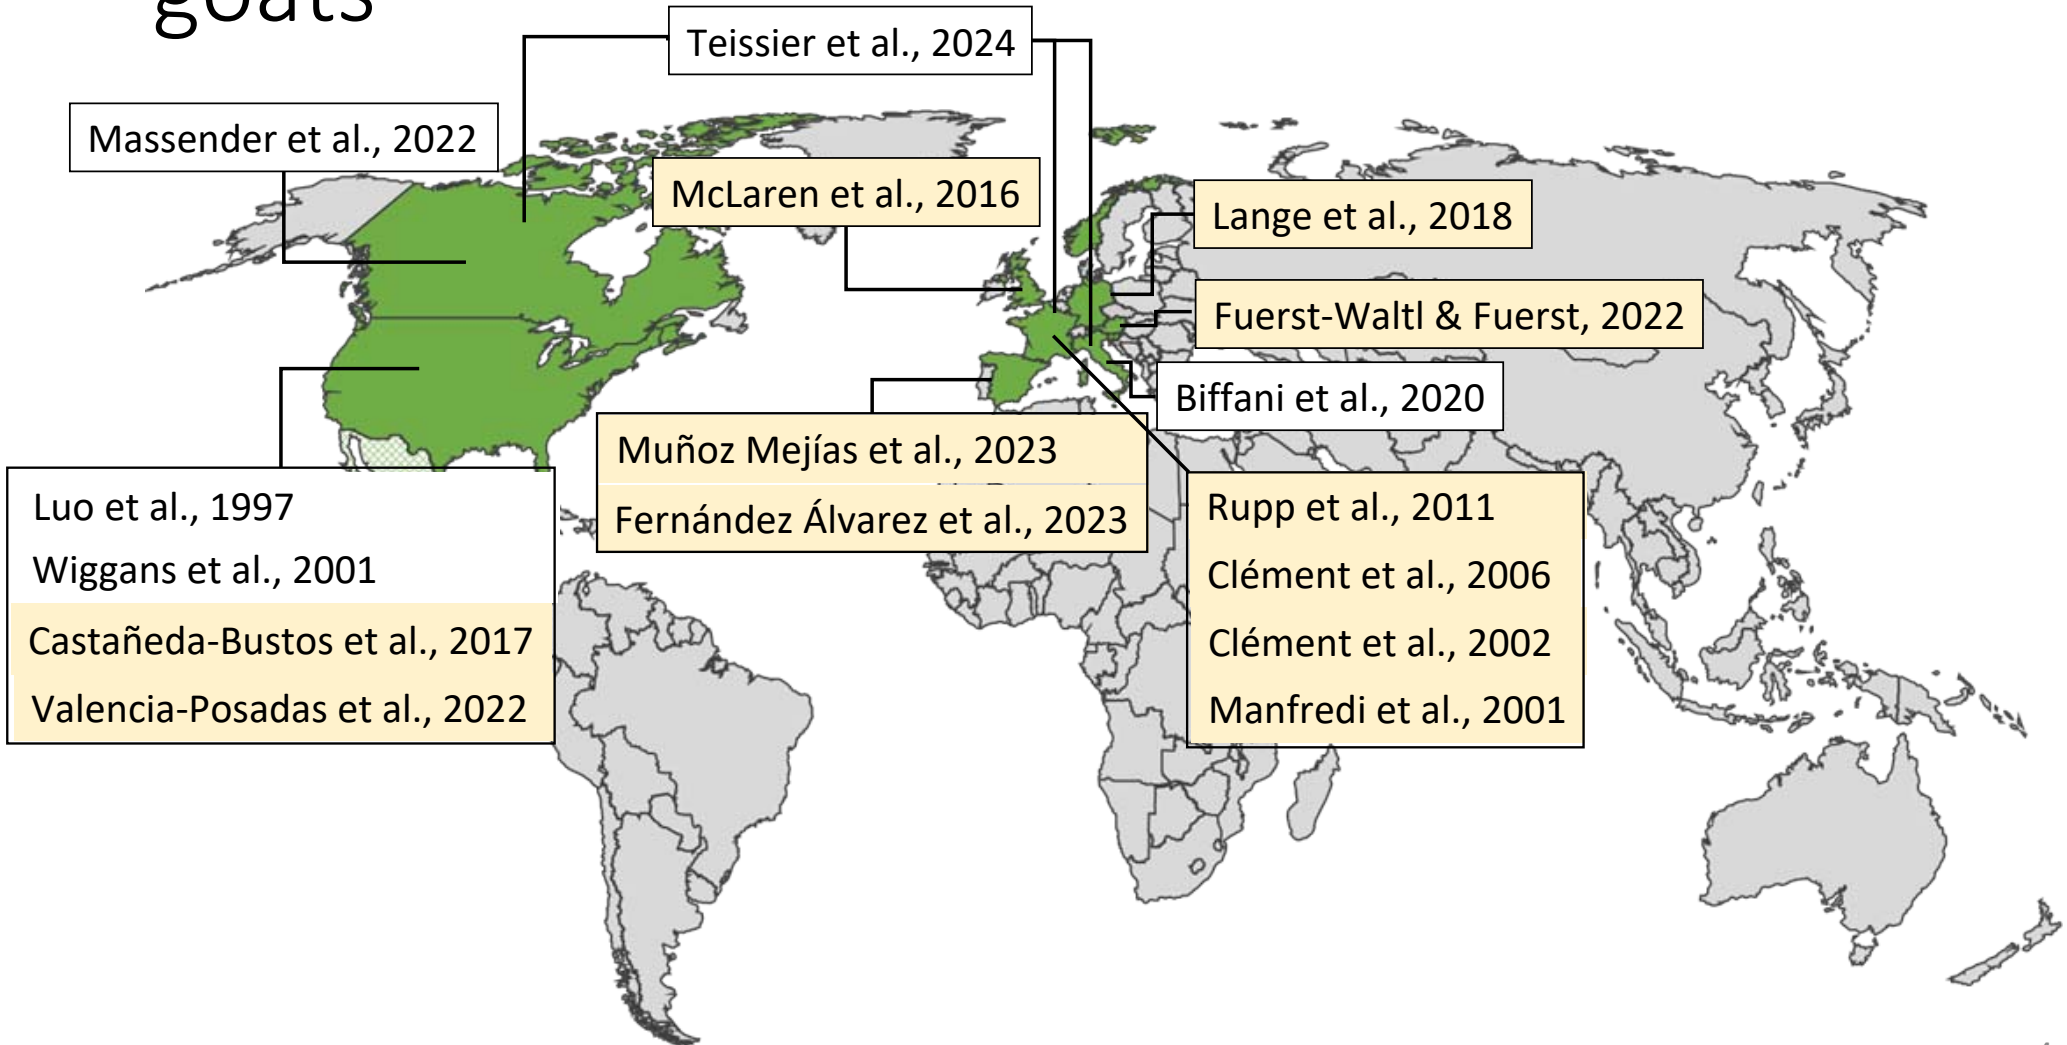 goats
Teissier et al., 2024
Massender et al., 2022
McLaren et al., 2016
Lange et al., 2018
Fuerst-Waltl & Fuerst, 2022
Biffani et al., 2020
Muñoz Mejías et al., 2023
Fernández Álvarez et al., 2023
Luo et al., 1997
Wiggans et al., 2001
Castañeda-Bustos et al., 2017
Valencia-Posadas et al., 2022
Rupp et al., 2011
Clément et al., 2006
Clément et al., 2002
Manfredi et al., 2001